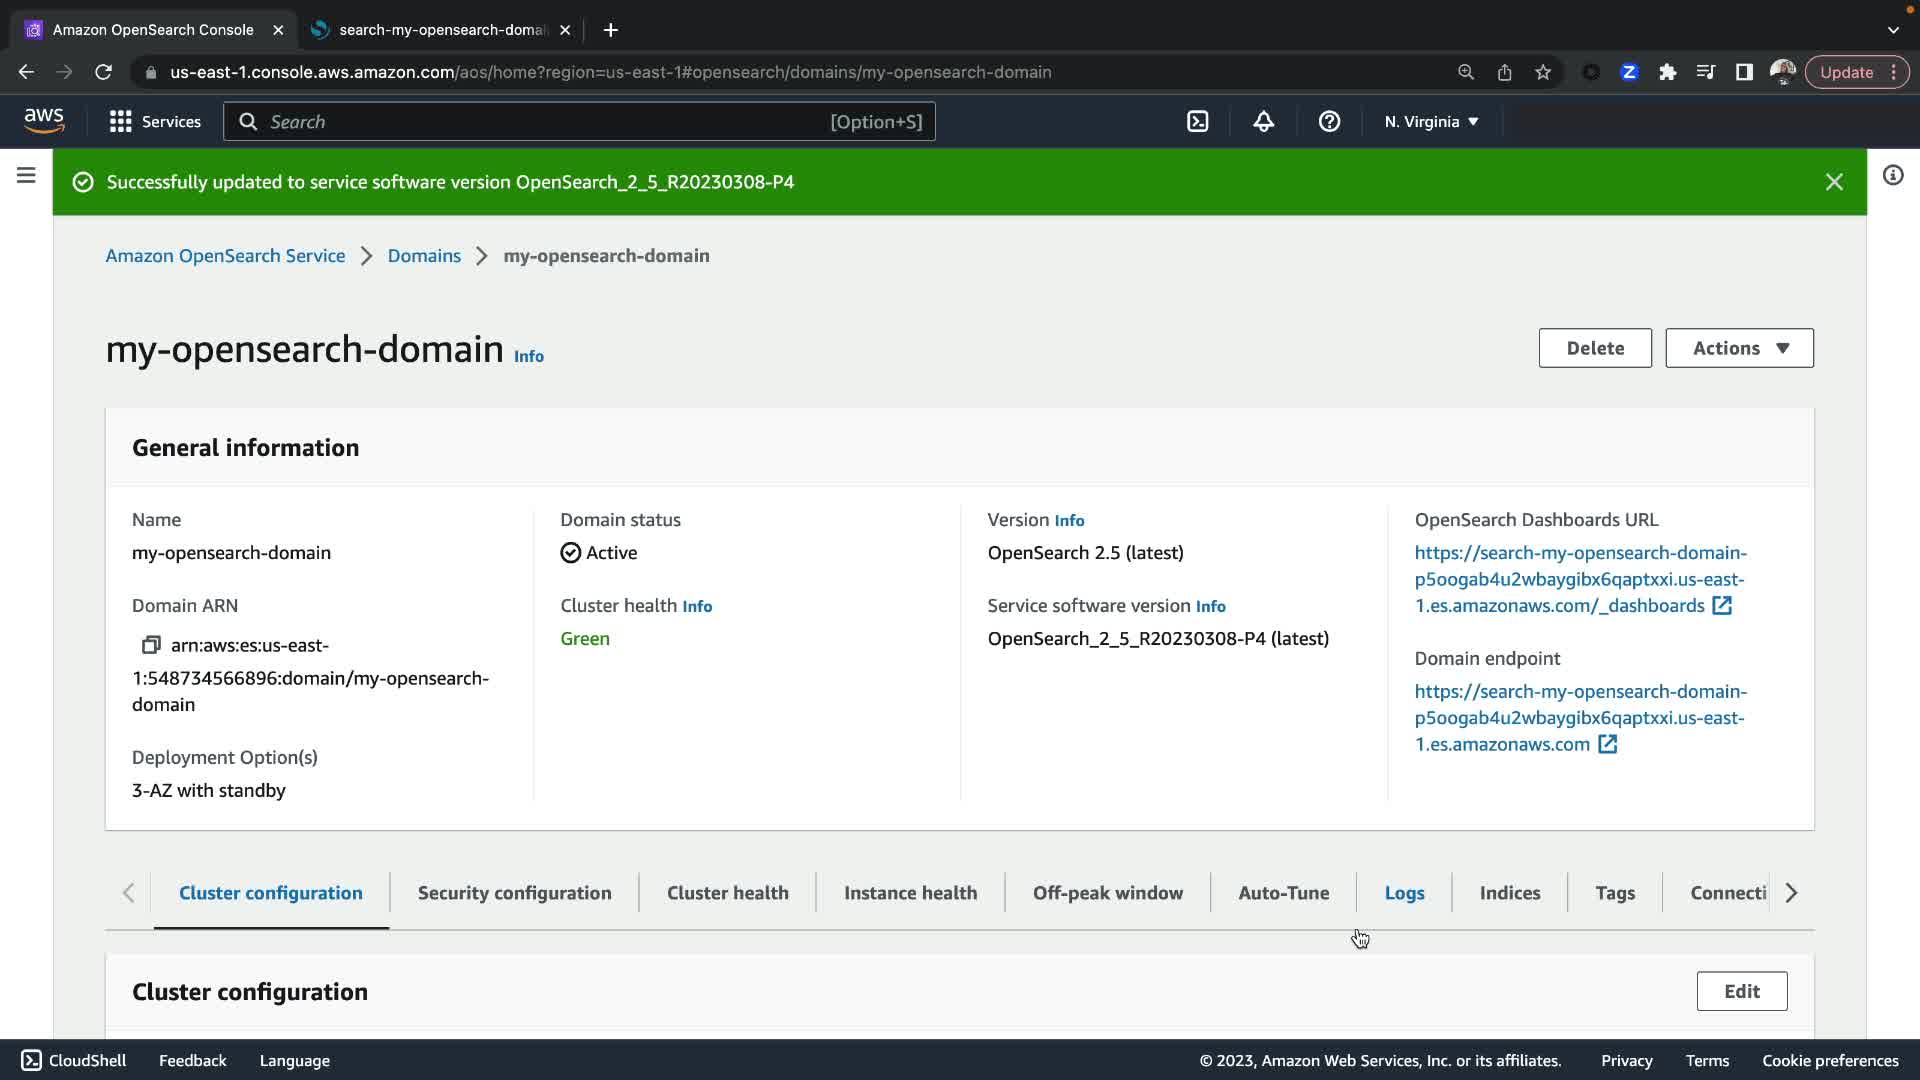 Amazon OpenSearch Console
search-my-opensearch-domai
us-east-1.console.aws.amazon.com/aos/home?region=us-east-1#opensearch/domains/my-opensearch-domain
Z
Update
aws
Services
Search
[Option+S]
N. Virginia
Successfully updated to service software version OpenSearch_2_5_R20230308-P4
Amazon OpenSearch Service > Domains > my-opensearch-domain
my-opensearch-domain Info
Delete
Actions
General information
Name
my-opensearch-domain
Domain ARN
arn:aws:es:us-east-
1:548734566896:domain/my-opensearch-
domain
Deployment Option(s)
3-AZ with standby
Domain status
Active
Cluster health Info
Green
Version Info
OpenSearch 2.5 (latest)
Service software version Info
OpenSearch_2_5_R20230308-P4 (latest)
OpenSearch Dashboards URL
https://search-my-opensearch-domain-
p5oogab4u2wbaygibx6qaptxxi.us-east-
1.es.amazonaws.com/_dashboards
Domain endpoint
https://search-my-opensearch-domain-
p5oogab4u2wbaygibx6qaptxxi.us-east-
1.es.amazonaws.com
Cluster configuration
Security configuration
Cluster health
Instance health
Off-peak window
Auto-Tune
Logs
Indices
Tags
Connecti
Cluster configuration
Edit
CloudShell
Feedback
Language
© 2023, Amazon Web Services, Inc. or its affiliates.
Privacy
Terms
Cookie preferences